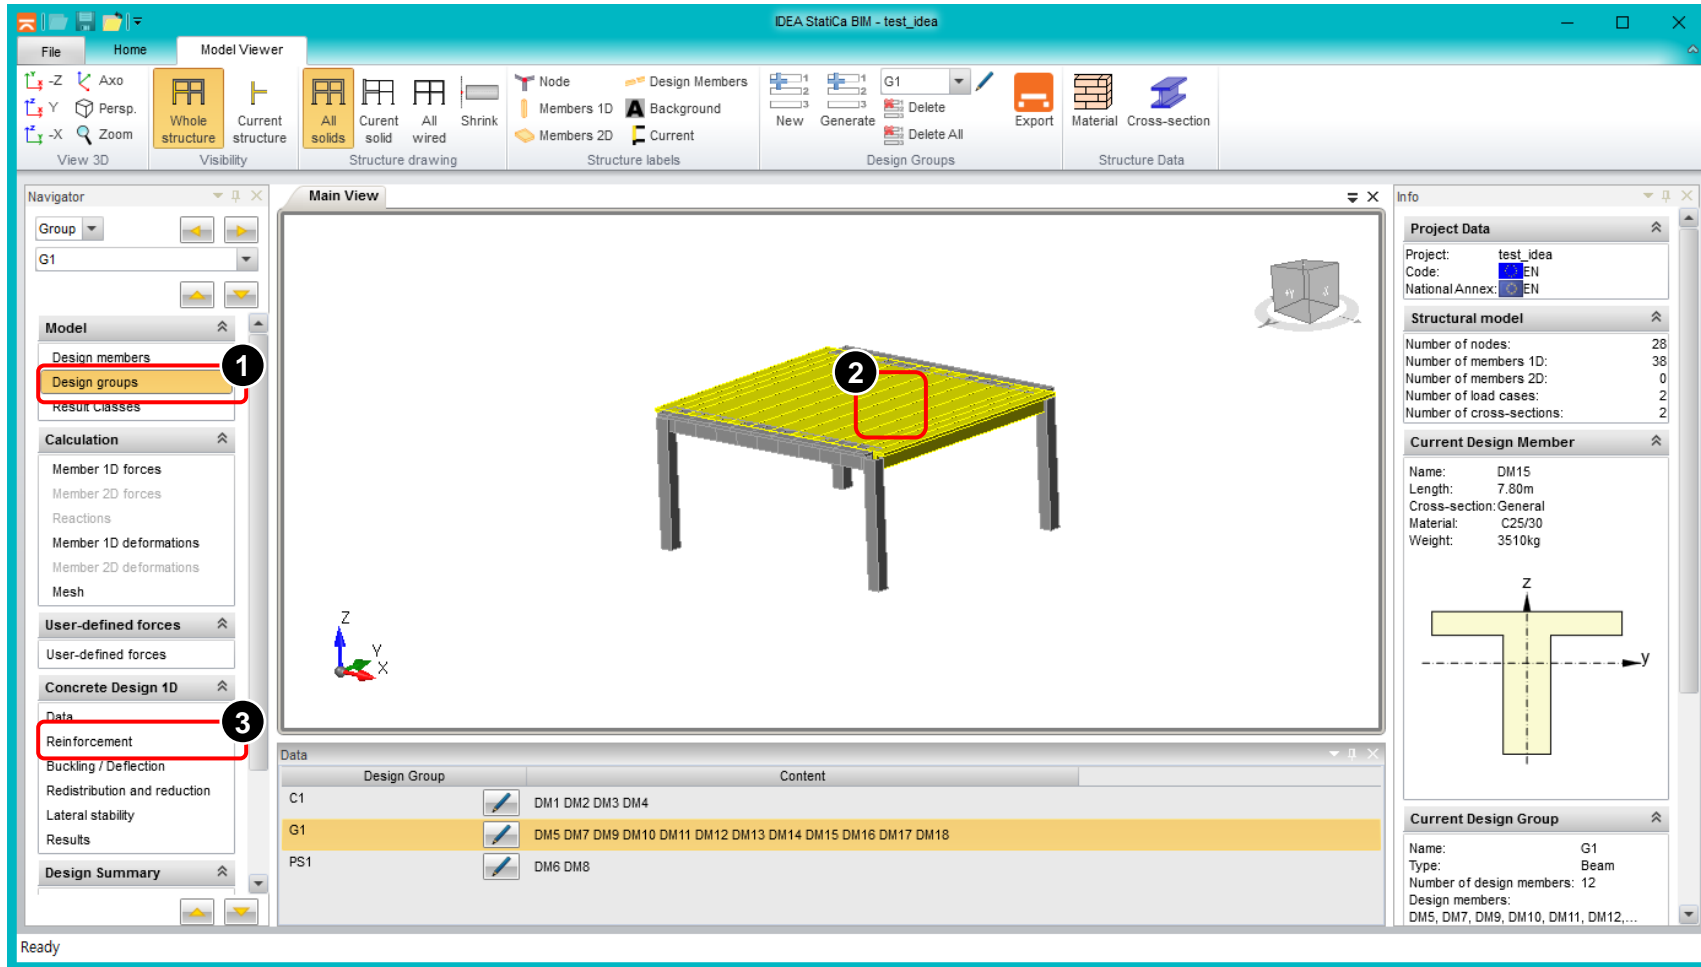 IDEA StatiCa BIM - test_idea
File Home Model Viewer
-Z Axo
Y Persp.
-X Zoom
View 3D
Whole structure
Current structure
Visibility
All solids
Curent solid
All wired
Shrink
Structure drawing
Node
Members 1D
Members 2D
Design Members
Background
Current
Structure labels
New
Generate
G1
Delete
Delete All
Export
Design Groups
Material
Cross-section
Structure Data
Navigator
Group
G1
Model
Design members
1
Design groups
Result Classes
Calculation
Member 1D forces
Member 2D forces
Reactions
Member 1D deformations
Member 2D deformations
Mesh
User-defined forces
User-defined forces
Concrete Design 1D
Data
3
Reinforcement
Buckling / Deflection
Redistribution and reduction
Lateral stability
Results
Design Summary
Main View
+Y
2
Z
Y
X
Data
Design Group Content
C1 DM1 DM2 DM3 DM4
G1 DM5 DM7 DM9 DM10 DM11 DM12 DM13 DM14 DM15 DM16 DM17 DM18
PS1 DM6 DM8
Info
Project Data
Project: test_idea
Code: EN
National Annex: EN
Structural model
Number of nodes: 28
Number of members 1D: 38
Number of members 2D: 0
Number of load cases: 2
Number of cross-sections: 2
Current Design Member
Name: DM15
Length: 7.80m
Cross-section: General
Material: C25/30
Weight: 3510kg
z
y
Current Design Group
Name: G1
Type: Beam
Number of design members: 12
Design members:
DM5, DM7, DM9, DM10, DM11, DM12,...
Ready